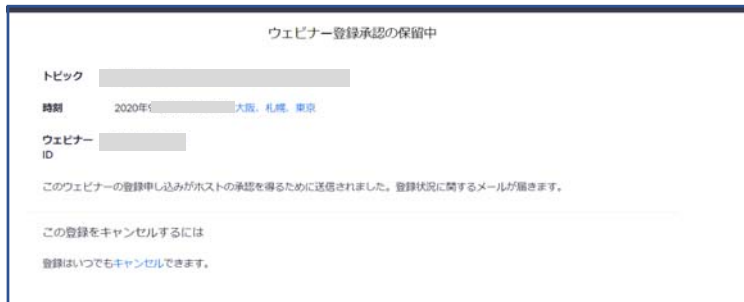 ウェビナー登録承認の保留中
トピック
時刻 2020年 大阪、札幌、東京
ウェビナー
ID
このウェビナーの登録申し込みがホストの承認を得るために送信されました。登録状況に関するメールが届きます。
この登録をキャンセルするには
登録はいつでもキャンセルできます。